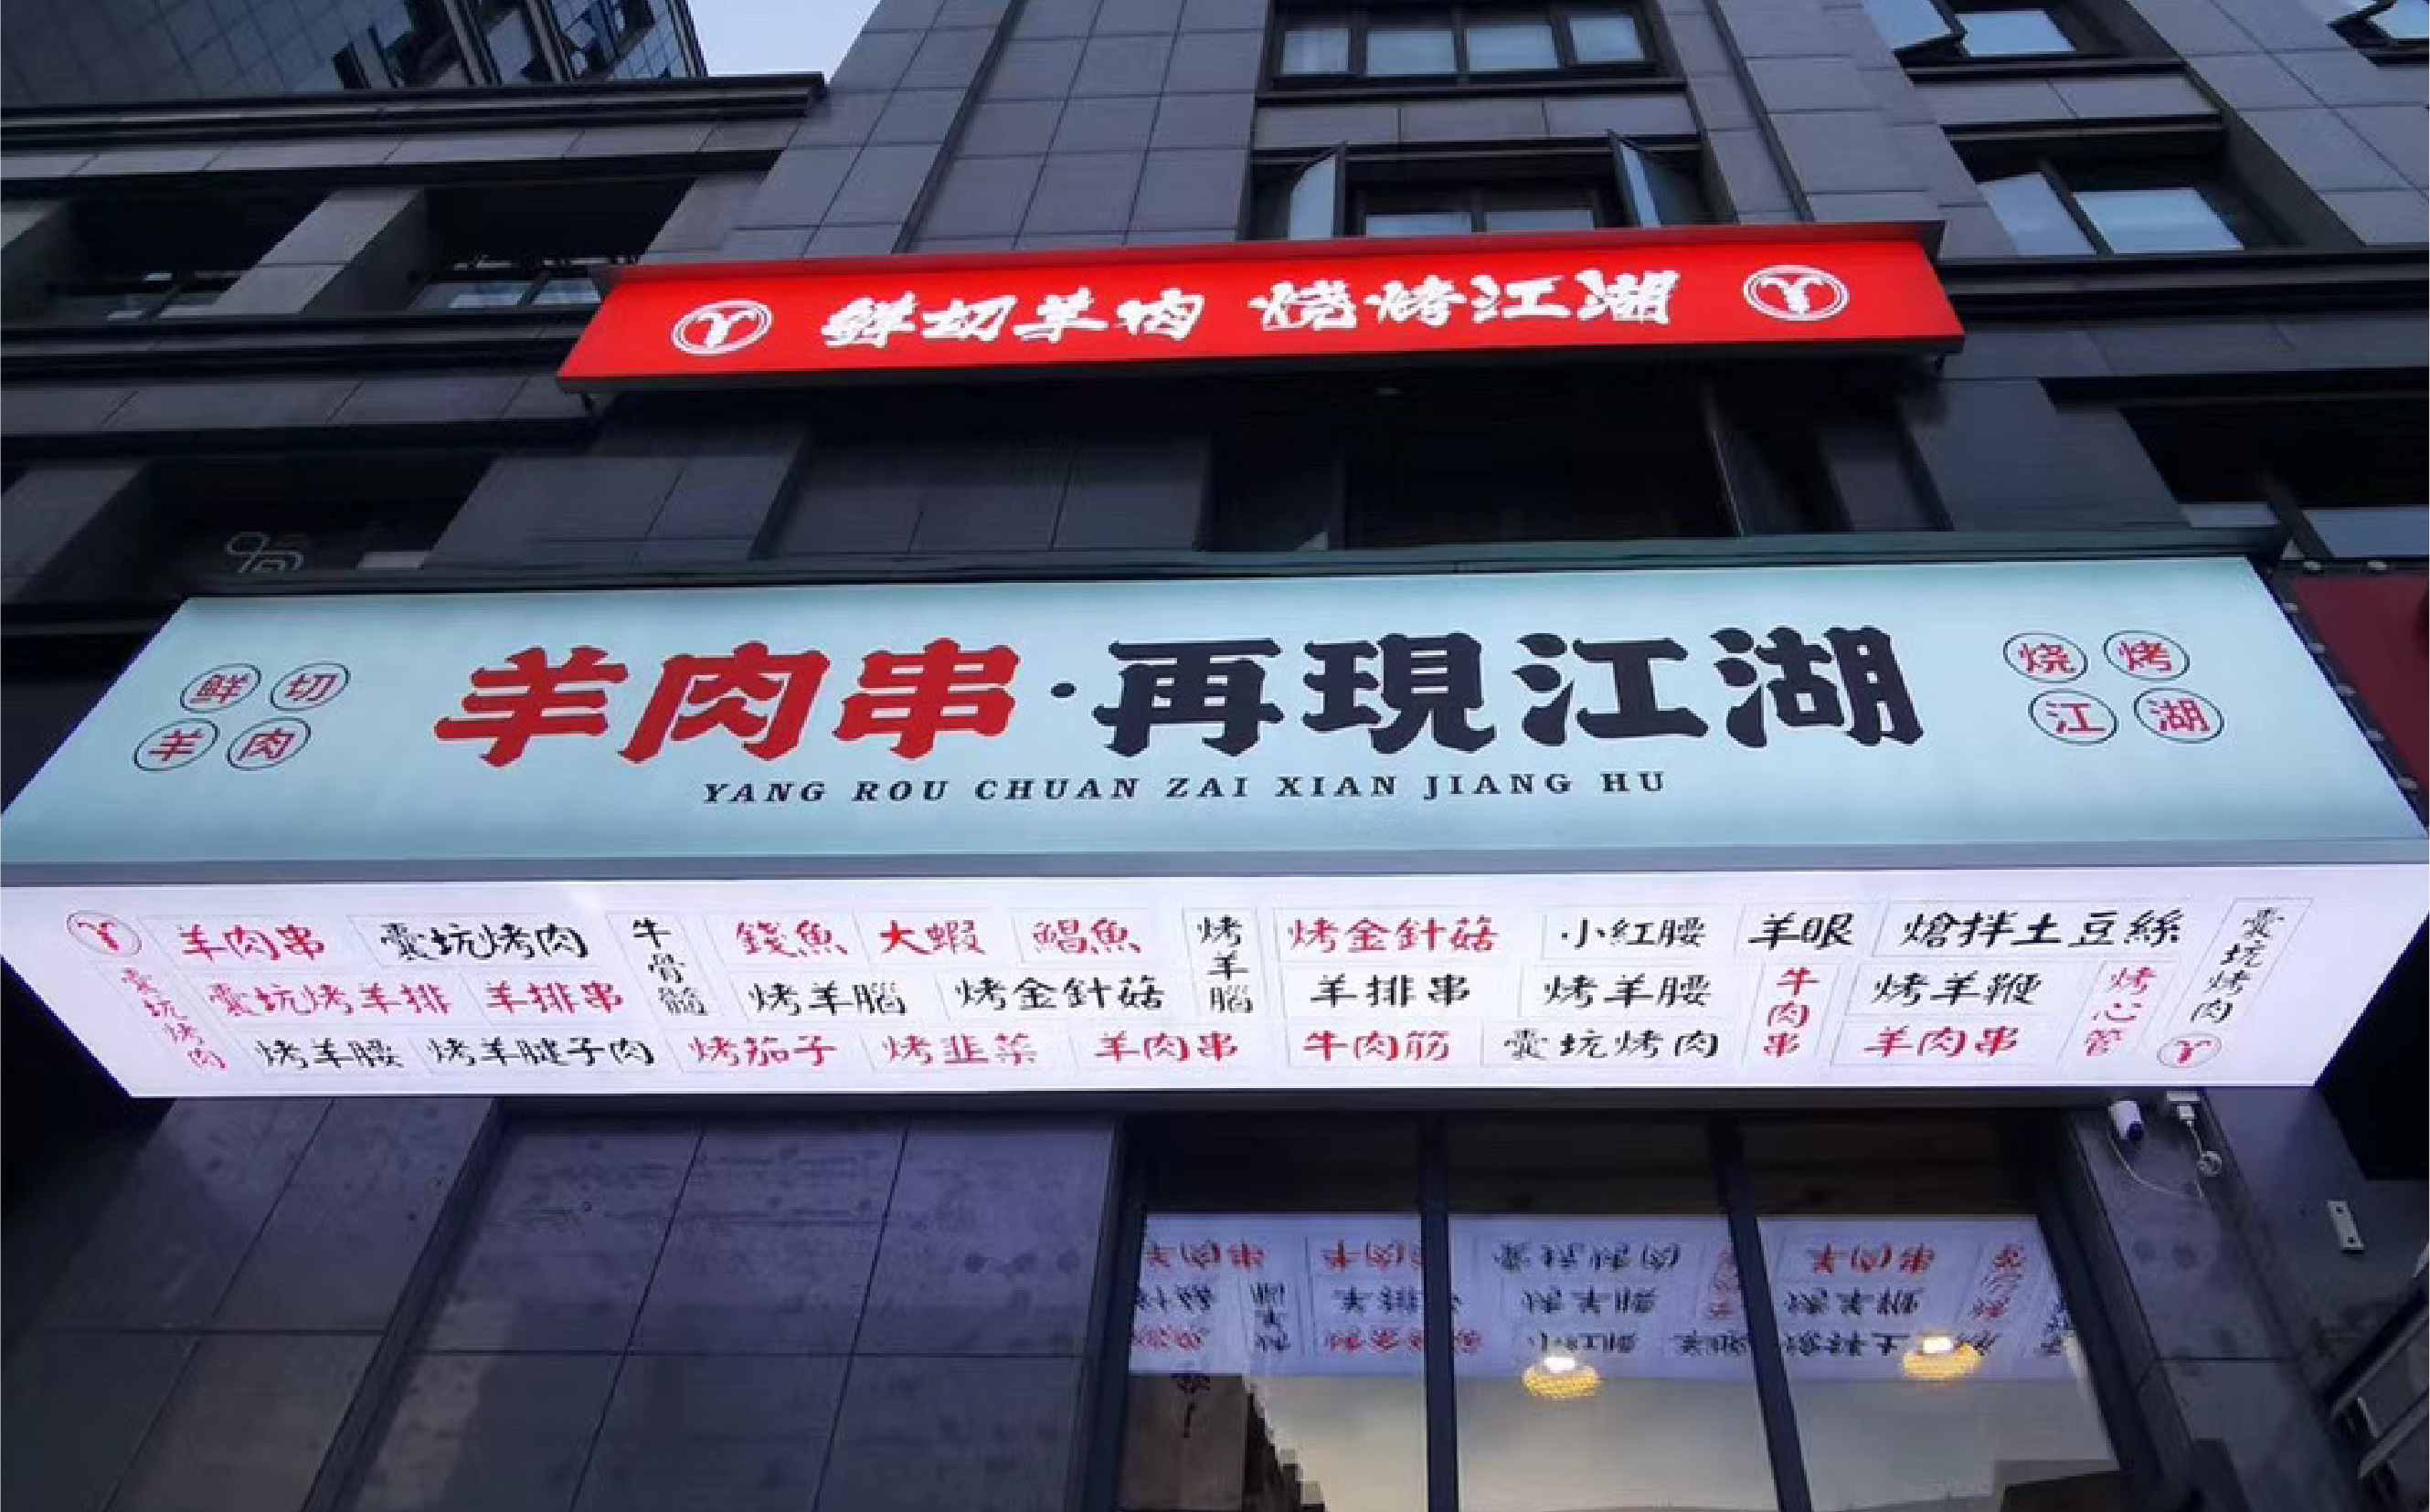 鲜切羊肉 烧烤江湖
鲜切
羊肉
羊肉串·再現江湖
YANG ROU CHUAN ZAI XIAN JIANG HU
烧烤
江湖
羊肉串 囊坑烤肉 牛骨髓 錢魚 大蝦 鯧魚 烤羊腦 烤金針菇 小紅腰 羊眼 熗拌土豆絲 囊坑烤肉
囊坑烤肉 囊坑烤羊排 羊排串 烤羊腦 烤金針菇 羊排串 烤羊腰 牛肉串 烤羊鞭 烤心管
烤羊腰 烤羊腱子肉 烤茄子 烤韭菜 羊肉串 牛肉筋 囊坑烤肉 羊肉串